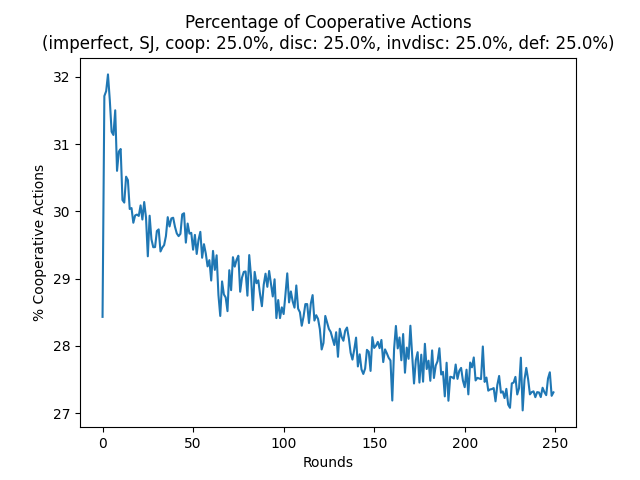 Percentage of Cooperative Actions
(imperfect, SJ, coop: 25.0%, disc: 25.0%, invdisc: 25.0%, def: 25.0%)
32
31
30
29
28
27
% Cooperative Actions
0 50 100 150 200 250
Rounds